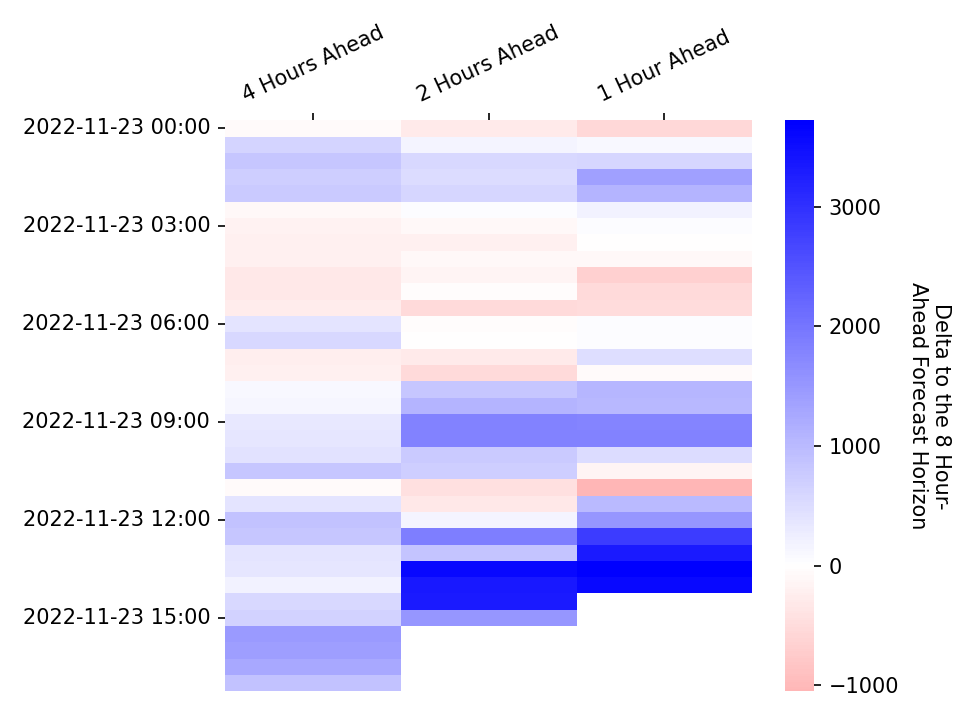 4 Hours Ahead
2 Hours Ahead
1 Hour Ahead
2022-11-23 00:00
2022-11-23 03:00
2022-11-23 06:00
2022-11-23 09:00
2022-11-23 12:00
2022-11-23 15:00
3000
2000
1000
0
−1000
Delta to the 8 Hour-
Ahead Forecast Horizon